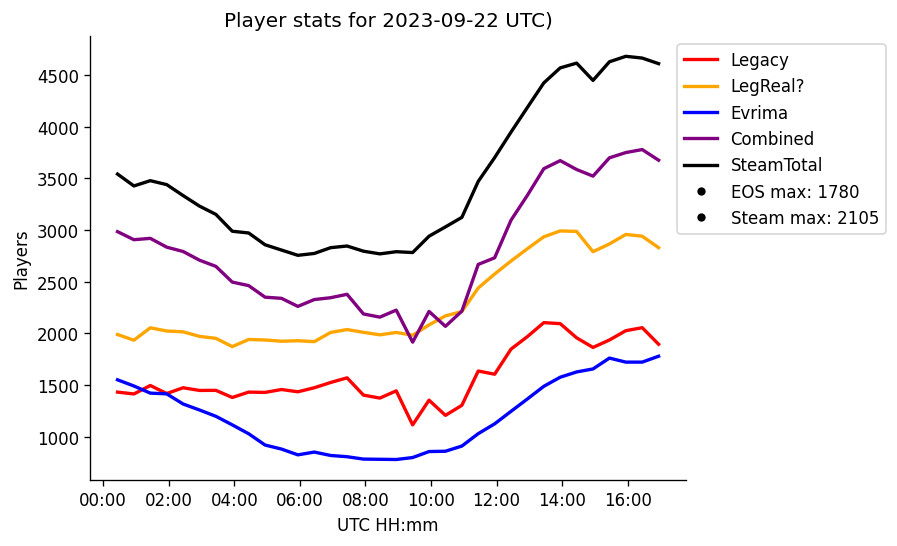 Player stats for 2023-09-22 UTC)
Legacy
LegReal?
Evrima
Combined
SteamTotal
EOS max: 1780
Steam max: 2105
Players
4500
4000
3500
3000
2500
2000
1500
1000
00:00 02:00 04:00 06:00 08:00 10:00 12:00 14:00 16:00
UTC HH:mm